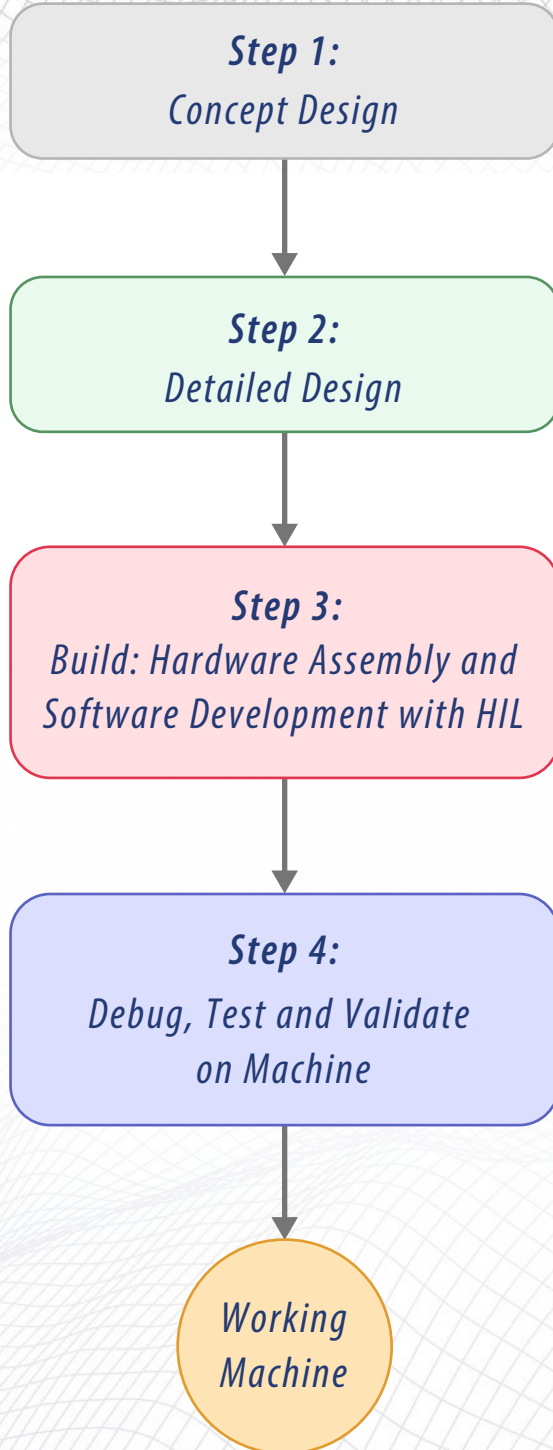 Step 1:
Concept Design
Step 2:
Detailed Design
Step 3:
Build: Hardware Assembly and
Software Development with HIL
Step 4:
Debug, Test and Validate
on Machine
Working
Machine